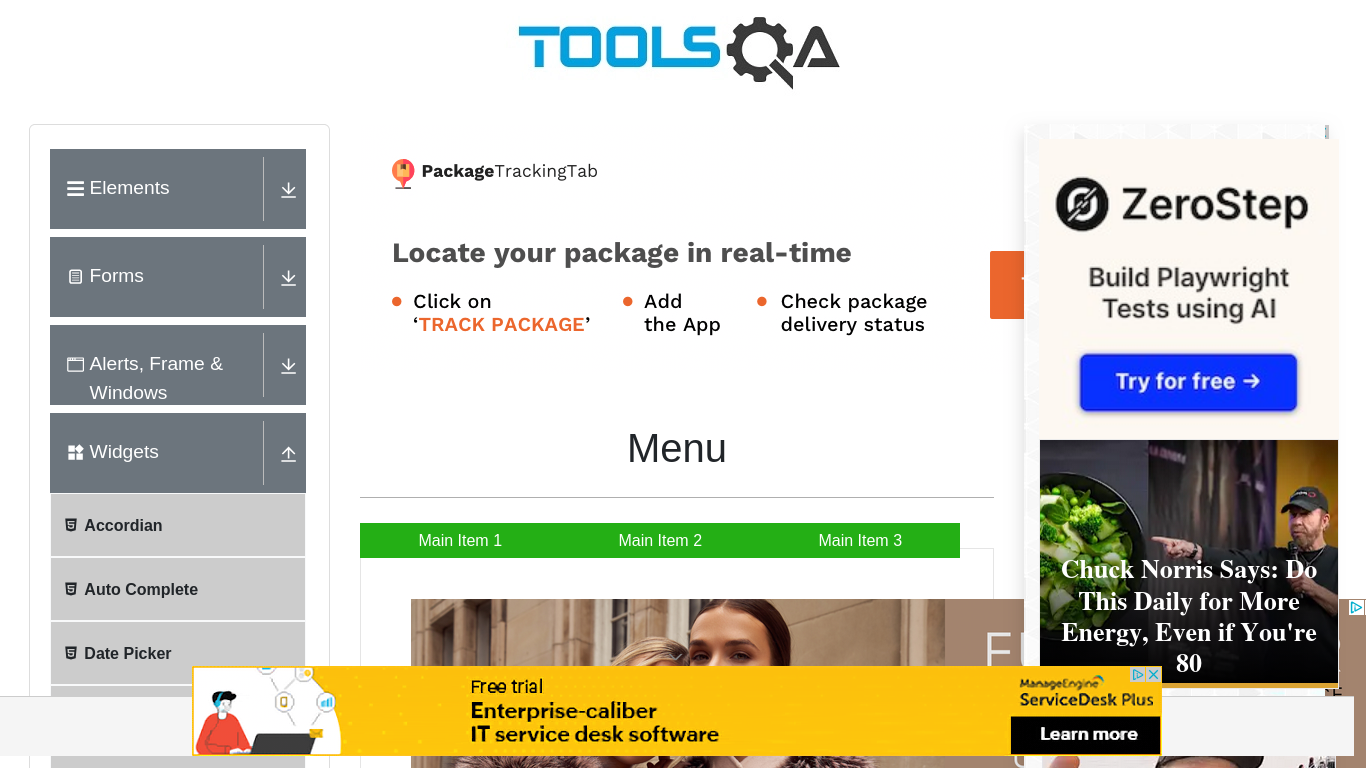 TOOLSQA
Elements
Forms
Alerts, Frame &
Windows
Widgets
Accordian
Auto Complete
Date Picker
PackageTrackingTab
Locate your package in real-time
Click on
‘TRACK PACKAGE’
Add
the App
Check package
delivery status
Menu
Main Item 1
Main Item 2
Main Item 3
ZeroStep
Build Playwright
Tests using AI
Try for free →
Chuck Norris Says: Do
This Daily for More
Energy, Even if You're
80
Free trial
Enterprise-caliber
IT service desk software
ManageEngine
ServiceDesk Plus
Learn more